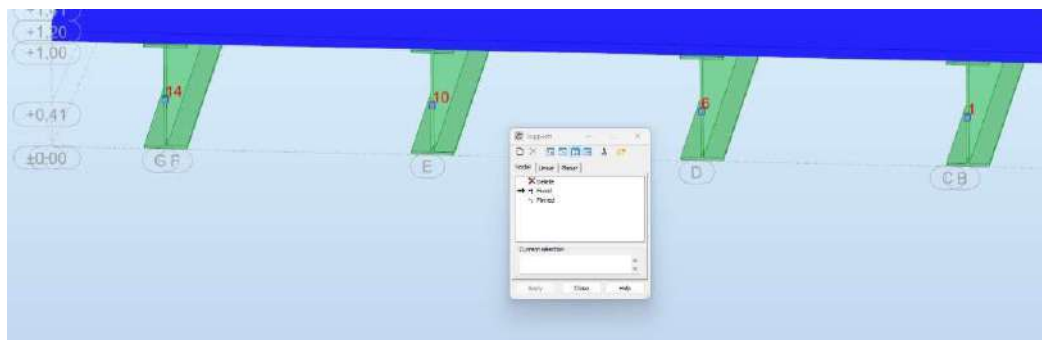 +1,20
+1,00
14
10
6
1
+0,41
±0,00
G F
E
D
C B
Supports
Nodal Linear Planar
Delete
Fixed
Pinned
Current selection
Apply Close Help